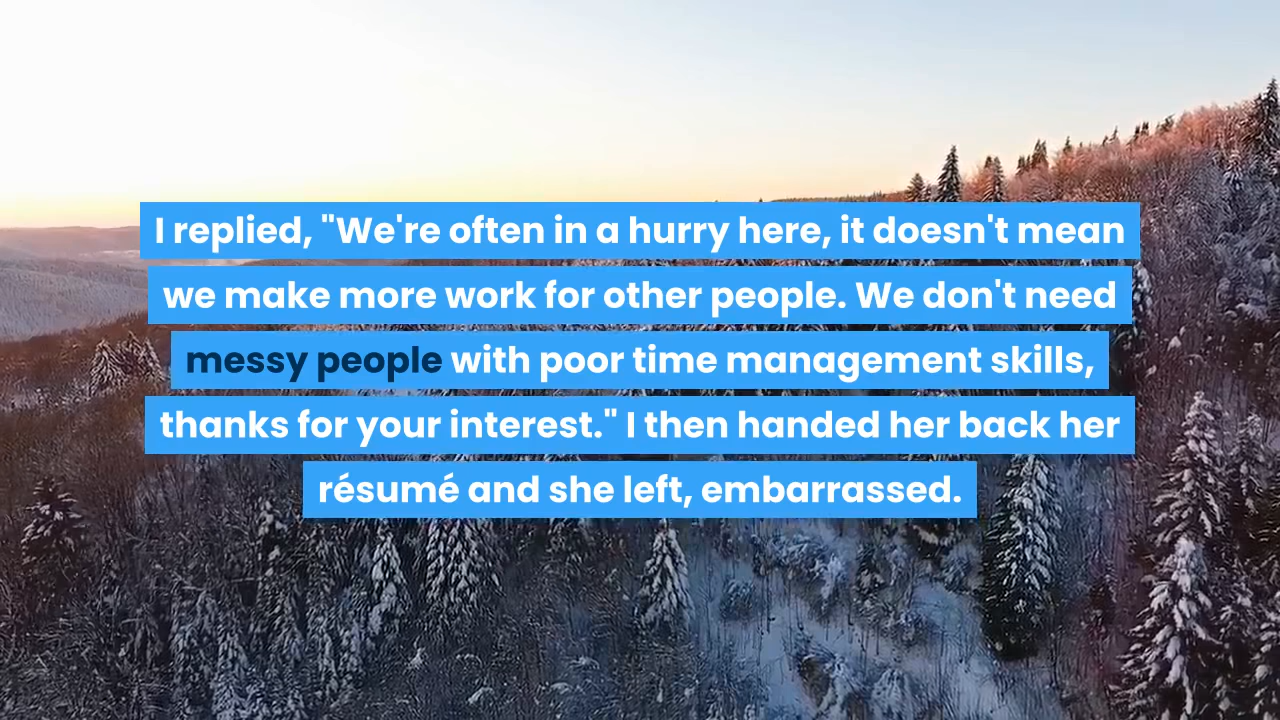 I replied, "We're often in a hurry here, it doesn't mean
we make more work for other people. We don't need
messy people with poor time management skills,
thanks for your interest." I then handed her back her
résumé and she left, embarrassed.